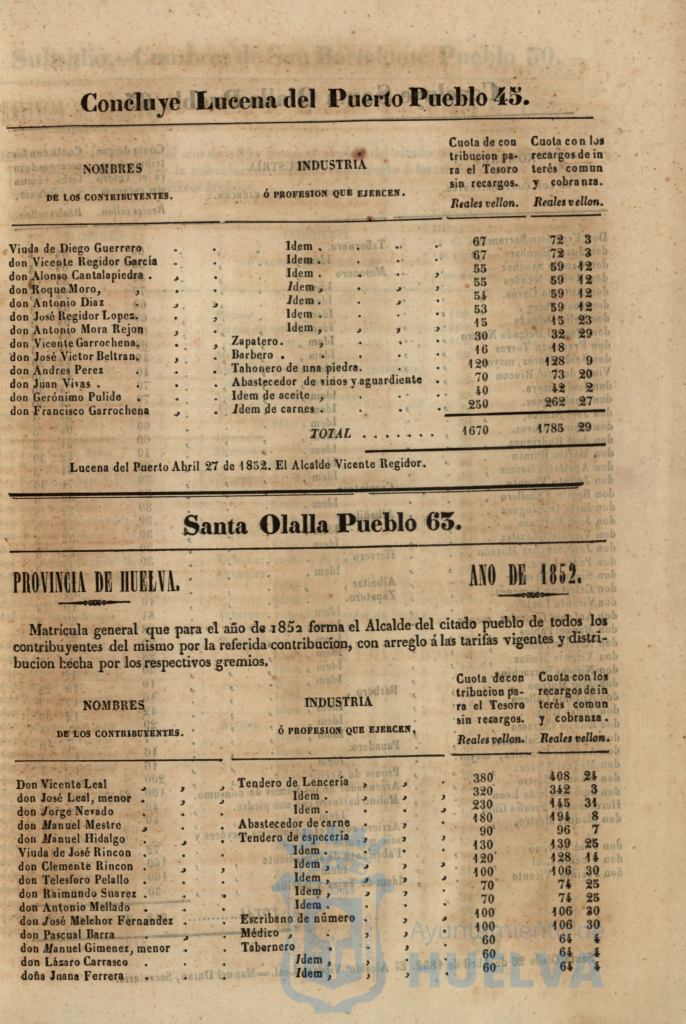 Concluye Lucena del Puerto Pueblo 45.
NOMBRES
DE LOS CONTRIBUYENTES.
INDUSTRIA
Ó PROFESION QUE EJERCEN.
Cuota de con
tribucion pa-
ra el Tesoro
sin recargos.
Reales vellon.
Cuota con los
recargos de in
terés comun
y cobranza.
Reales vellon.
Viuda de Diego Guerrero . . Idem . . . . 67 72 3
don Vicente Regidor García . . Idem . . . . 67 72 3
don Alonso Cantalapiedra . . . Idem . . . . 55 59 12
don Roque Moro, , . Idem , . . , . 55 59 12
don Antonio Diaz . , , Idem . . . . 54 59 12
don José Regidor Lopez. . , Idem . . . . 53 59 12
don Antonio Mora Rejon , . Idem, , , , 15 15 23
don Vicente Garrochena. , . Zapatero. , . . . 30 32 29
don José Victor Beltran. , . Barbero . . . . . 16 18
don Andres Perez . . . Tahonero de una piedra. . . 120 128 9
don Juan Vivas . . . . Abastecedor de vinos y aguardiente 70 73 20
don Gerónimo Pulide . . . Idem de aceite , . . . 40 42 2
don Francisco Garrochena , . Idem de carnes . . . . 250 262 27
TOTAL . . . . . . . 1670 1785 29
Lucena del Puerto Abril 27 de 1852. El Alcalde Vicente Regidor.
Santa Olalla Pueblo 63.
PROVINCIA DE HUELVA.
AÑO DE 1852.
Matrícula general que para el año de 1852 forma el Alcalde del citado pueblo de todos los
contribuyentes del mismo por la referida contribucion, con arreglo á las tarifas vigentes y distri-
bucion hecha por los respectivos gremios.
NOMBRES
DE LOS CONTRIBUYENTES.
INDUSTRIA
Ó PROFESION QUE EJERCEN.
Cuota de con
tribucion pa-
ra el Tesoro
sin recargos.
Reales vellon.
Cuota con los
recargos de in
terés comun
y cobranza.
Reales vellon.
Don Vicente Leal , , , Tendero de Lencería , , , 380 408 24
don José Leal, menor . , , Idem . . , , 320 342 3
don Jorge Nevado . . . Idem . . . . 230 145 31
don Manuel Mestre , . . Abastecedor de carne . . , 180 194 8
don Manuel Hidalgo . . . Tendero de especería . . . 90 96 7
Viuda de José Rincon . . . Idem . . . . 130 139 25
don Clemente Rincon . . . Idem , . , , 120 128 14
don Telesforo Pelallo . . . Idem , . , , 100 106 30
don Raimundo Suarez . . . Idem , . , . 70 74 25
don Antonio Mellado . . . Idem . . . . 70 74 25
don José Melchor Fernandez . . Escribano de número . , , 100 106 30
don Pascual Barra , . . Médico , . . , , 100 106 30
don Manuel Gimenez, menor . . Tabernero . . . . 60 64 4
don Lázaro Carrasco . . . Idem , . . . 60 64 4
doña Juana Ferrera . . . Idem , . , . 60 64 4
Ayuntamiento de
HUELVA